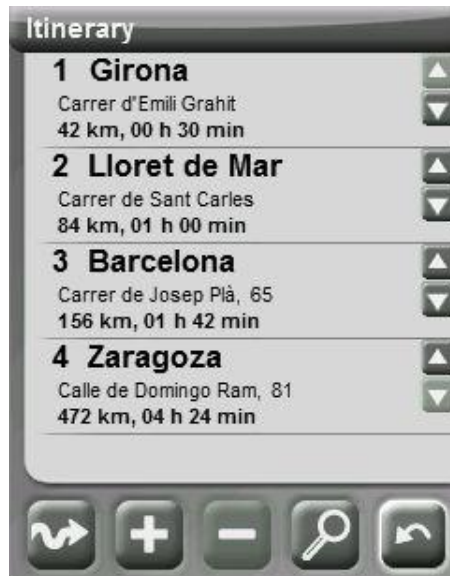 Itinerary
1 Girona
Carrer d'Emili Grahit
42 km, 00 h 30 min
2 Lloret de Mar
Carrer de Sant Carles
84 km, 01 h 00 min
3 Barcelona
Carrer de Josep Plà, 65
156 km, 01 h 42 min
4 Zaragoza
Calle de Domingo Ram, 81
472 km, 04 h 24 min